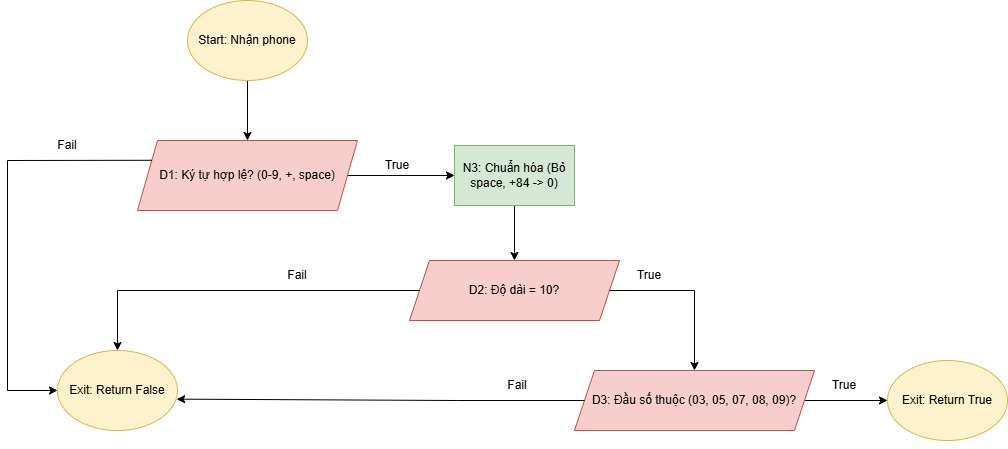 Start: Nhận phone
Fail
True
D1: Ký tự hợp lệ? (0-9, +, space)
N3: Chuẩn hóa (Bỏ
space, +84 -> 0)
Fail
True
D2: Độ dài = 10?
Exit: Return False
Fail
True
D3: Đầu số thuộc (03, 05, 07, 08, 09)?
Exit: Return True